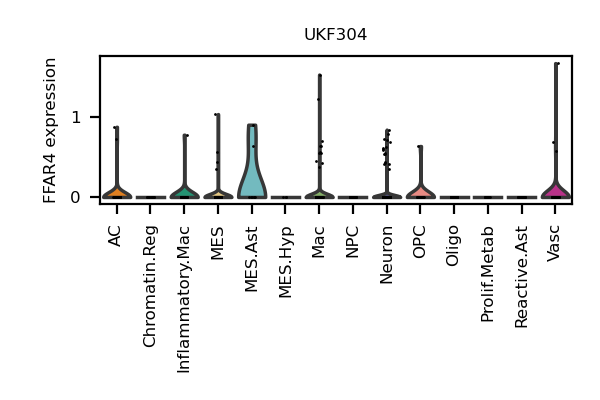 UKF304
FFAR4 expression
1
0
AC
Chromatin.Reg
Inflammatory.Mac
MES
MES.Ast
MES.Hyp
Mac
NPC
Neuron
OPC
Oligo
Prolif.Metab
Reactive.Ast
Vasc